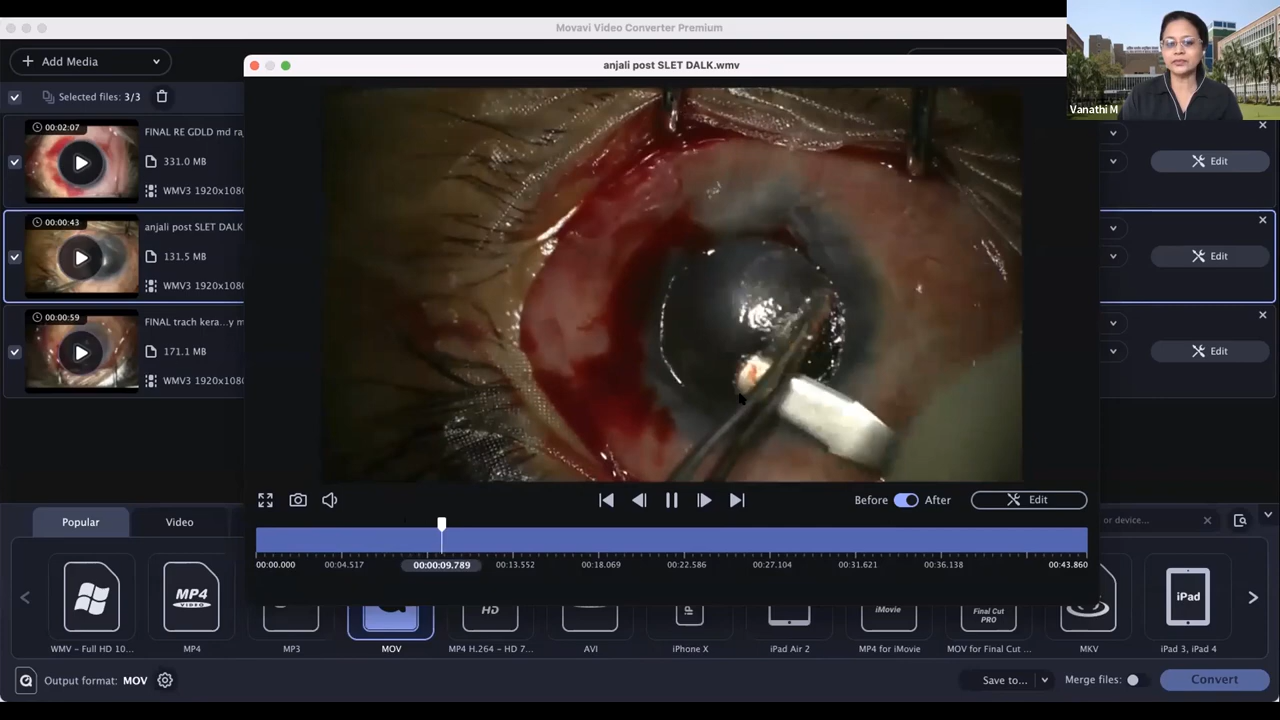 Movavi Video Converter Premium
Add Media
anjali post SLET DALK.wmv
Vanathi M
Selected files: 3/3
00:02:07
FINAL RE GDLD md ra
331.0 MB
WMV3 1920x1080
Edit
00:00:43
anjali post SLET DALK
131.5 MB
WMV3 1920x1080
Edit
00:00:59
FINAL trach kera...y m
171.1 MB
WMV3 1920x1080
Edit
Before After Edit
Popular Video
or device...
00:00.000 00:04.517 00:00:09.789 00:13.552 00:18.069 00:22.586 00:27.104 00:31.621 00:36.138 00:43.860
MP4 VIDEO
HD
iMovie
Final Cut PRO
iPad
WMV - Full HD 10... MP4 MP3 MOV MP4 H.264 - HD 7... AVI iPhone X iPad Air 2 MP4 for iMovie MOV for Final Cut ... MKV iPad 3, iPad 4
Output format: MOV Save to... Merge files: Convert